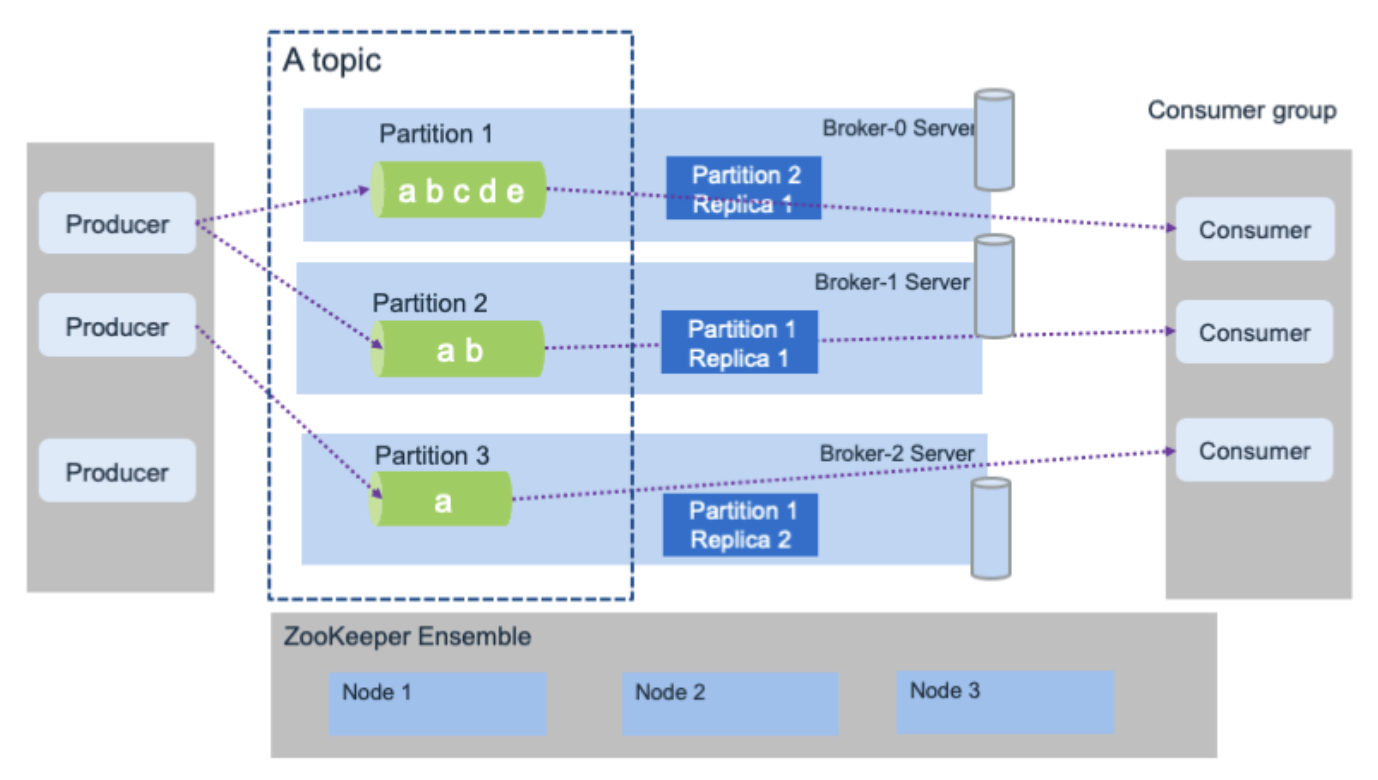 A topic
Consumer group
Partition 1
Broker-0 Server
a b c d e
Partition 2
Replica 1
Producer
Consumer
Partition 2
Broker-1 Server
a b
Partition 1
Replica 1
Producer
Consumer
Partition 3
Broker-2 Server
a
Partition 1
Replica 2
Producer
Consumer
ZooKeeper Ensemble
Node 1
Node 2
Node 3